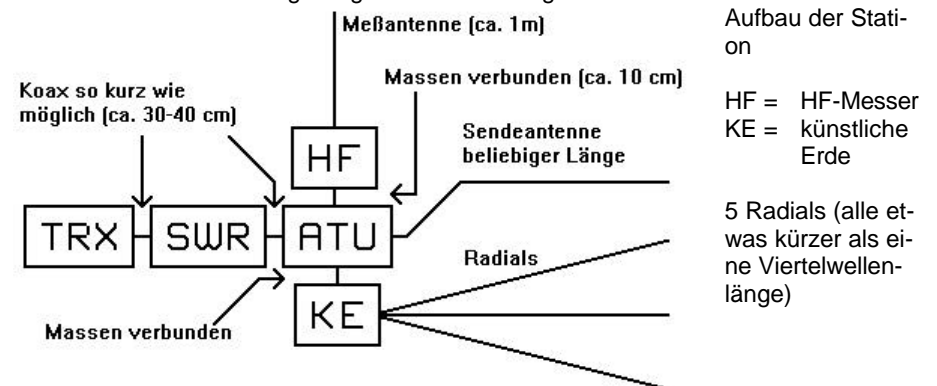 Meßantenne (ca. 1m)
Massen verbunden (ca. 10 cm)
Koax so kurz wie
möglich (ca. 30-40 cm)
Sendeantenne
beliebiger Länge
HF
TRX
SWR
ATU
Radials
KE
Massen verbunden
Aufbau der Stati-
on
HF = HF-Messer
KE = künstliche
Erde
5 Radials (alle et-
was kürzer als ei-
ne Viertelwellen-
länge)